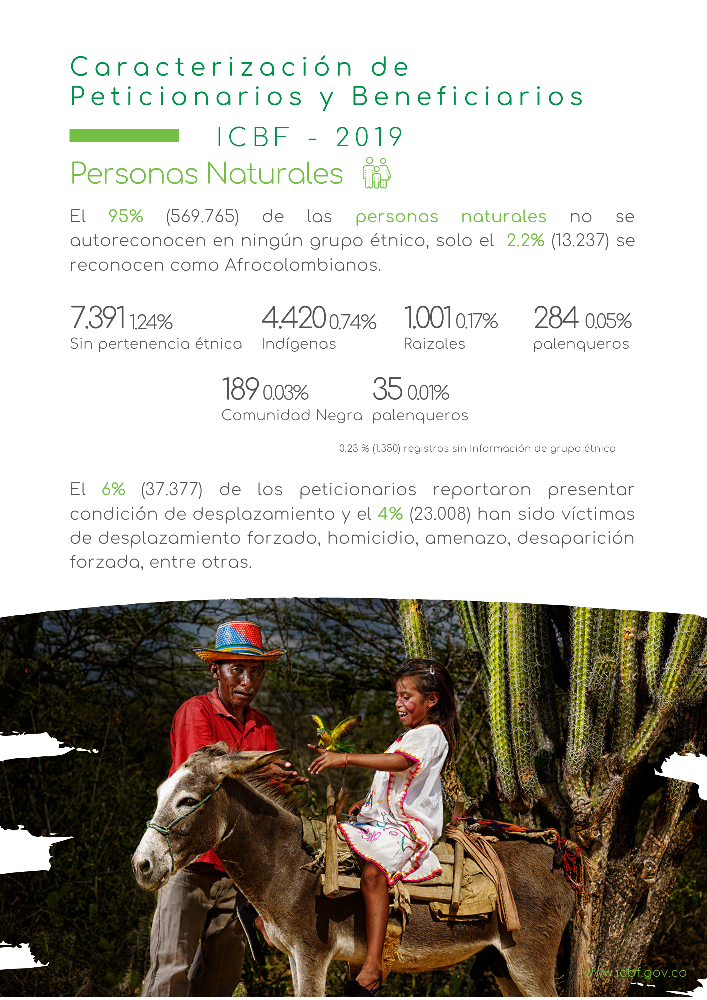 Caracterización de
Peticionarios y Beneficiarios
ICBF - 2019
Personas Naturales
El 95% (569.765) de las personas naturales no se
autoreconocen en ningún grupo étnico, solo el 2.2% (13.237) se
reconocen como Afrocolombianos.
7.391 1.24%
Sin pertenencia étnica
4.420 0.74%
Indígenas
1.001 0.17%
Raizales
284 0.05%
palenqueros
189 0.03%
Comunidad Negra
35 0.01%
palenqueros
0.23 % (1.350) registros sin Información de grupo étnico
El 6% (37.377) de los peticionarios reportaron presentar
condición de desplazamiento y el 4% (23.008) han sido víctimas
de desplazamiento forzado, homicidio, amenazo, desaparición
forzada, entre otras.
www.icbf.gov.co